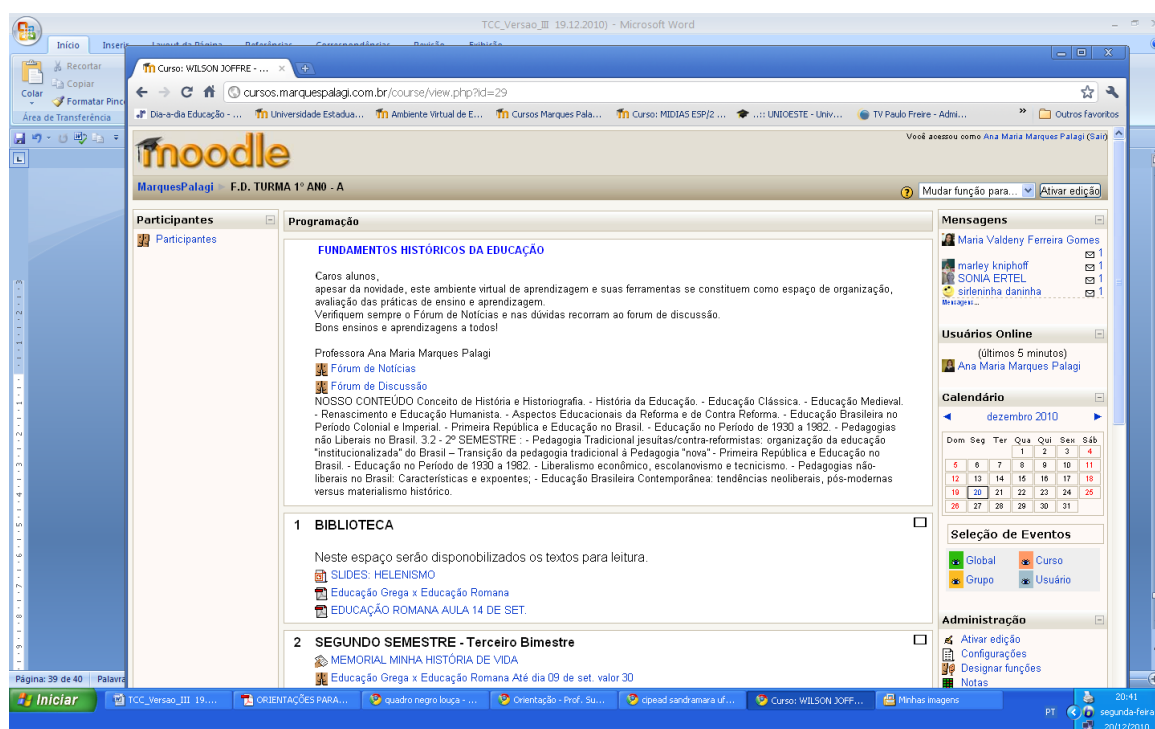 TCC_Versao_III 19.12.2010) - Microsoft Word
Início
Recortar
Copiar
Colar
Formatar Pinc
Área de Transferência
Curso: WILSON JOFFRE - ...
cursos.marquespalagi.com.br/course/view.php?id=29
Dia-a-dia Educação - ... Universidade Estadua... Ambiente Virtual de E... Cursos Marques Pala... Curso: MIDIAS ESP/2 ... ..:: UNIOESTE - Univ... TV Paulo Freire - Admi... » Outros favoritos
moodle
Você acessou como Ana Maria Marques Palagi (Sair)
MarquesPalagi ► F.D. TURMA 1º AN0 - A
Mudar função para... Ativar edição
Participantes
Participantes
Programação
FUNDAMENTOS HISTÓRICOS DA EDUCAÇÃO
Caros alunos,
apesar da novidade, este ambiente virtual de aprendizagem e suas ferramentas se constituem como espaço de organização,
avaliação das práticas de ensino e aprendizagem.
Verifiquem sempre o Fórum de Notícias e nas dúvidas recorram ao forum de discussão.
Bons ensinos e aprendizagens a todos!
Professora Ana Maria Marques Palagi
Fórum de Notícias
Fórum de Discussão
NOSSO CONTEÚDO Conceito de História e Historiografia. - História da Educação. - Educação Clássica. - Educação Medieval.
- Renascimento e Educação Humanista. - Aspectos Educacionais da Reforma e de Contra Reforma. - Educação Brasileira no
Período Colonial e Imperial. - Primeira República e Educação no Brasil. - Educação no Período de 1930 a 1982. - Pedagogias
não Liberais no Brasil. 3.2 - 2º SEMESTRE : - Pedagogia Tradicional jesuítas/contra-reformistas: organização da educação
"institucionalizada" do Brasil – Transição da pedagogia tradicional à Pedagogia "nova" - Primeira República e Educação no
Brasil. - Educação no Período de 1930 a 1982. - Liberalismo econômico, escolanovismo e tecnicismo. - Pedagogias não-
liberais no Brasil: Características e expoentes; - Educação Brasileira Contemporânea: tendências neoliberais, pós-modernas
versus materialismo histórico.
1 BIBLIOTECA
Neste espaço serão disponobilizados os textos para leitura.
SLIDES: HELENISMO
Educação Grega x Educação Romana
EDUCAÇÃO ROMANA AULA 14 DE SET.
2 SEGUNDO SEMESTRE - Terceiro Bimestre
MEMORIAL MINHA HISTÓRIA DE VIDA
Educação Grega x Educação Romana Até dia 09 de set. valor 30
Mensagens
Maria Valdeny Ferreira Gomes
1
marley kniphoff 1
SONIA ERTEL 1
sirleninha daninha 1
Mensagens...
Usuários Online
(últimos 5 minutos)
Ana Maria Marques Palagi
Calendário
◄ dezembro 2010 ►
Dom Seg Ter Qua Qui Sex Sáb
1 2 3 4
5 6 7 8 9 10 11
12 13 14 15 16 17 18
19 20 21 22 23 24 25
26 27 28 29 30 31
Seleção de Eventos
Global Curso
Grupo Usuário
Administração
Ativar edição
Configurações
Designar funções
Notas
Página: 39 de 40 Palavra
Iniciar TCC_Versao_III 19.... ORIENTAÇÕES PARA... quadro negro louça - ... Orientação - Prof. Su... cipead sandramara uf... Curso: WILSON JOFF... Minhas imagens
PT
20:41
segunda-feira
20/12/2010